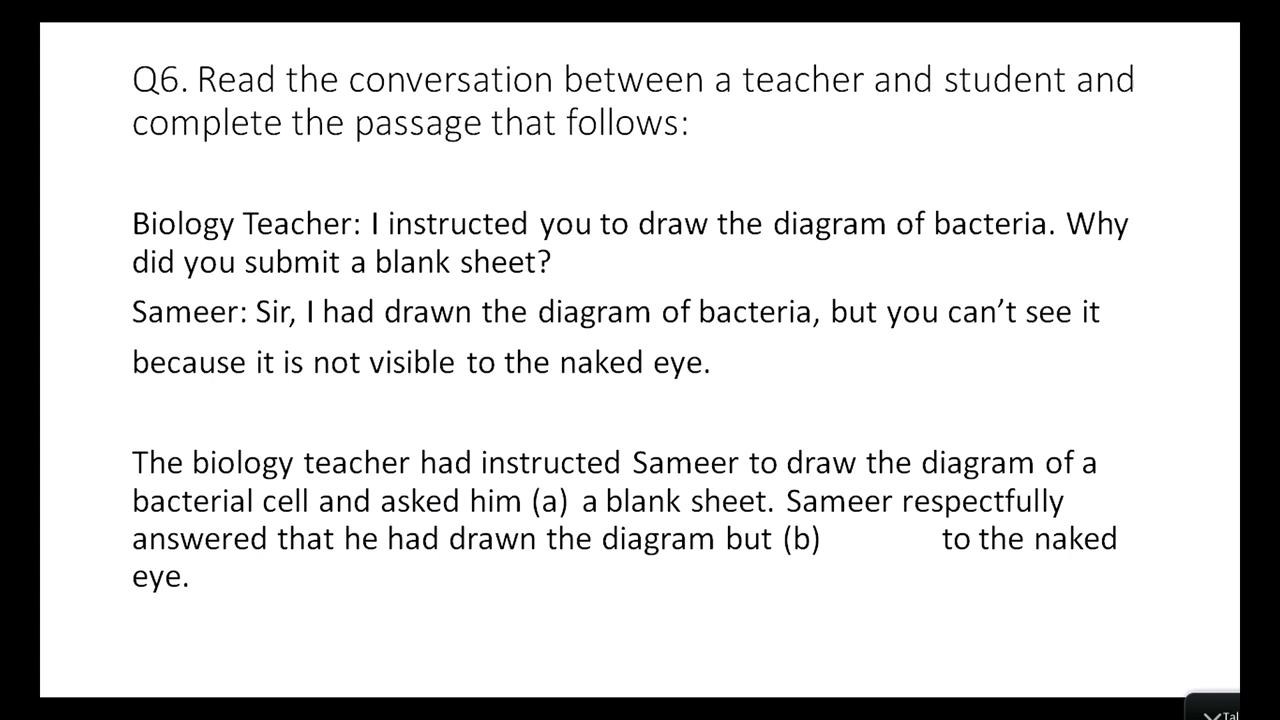 Q6. Read the conversation between a teacher and student and
complete the passage that follows:
Biology Teacher: I instructed you to draw the diagram of bacteria. Why
did you submit a blank sheet?
Sameer: Sir, I had drawn the diagram of bacteria, but you can’t see it
because it is not visible to the naked eye.
The biology teacher had instructed Sameer to draw the diagram of a
bacterial cell and asked him (a) a blank sheet. Sameer respectfully
answered that he had drawn the diagram but (b) to the naked
eye.